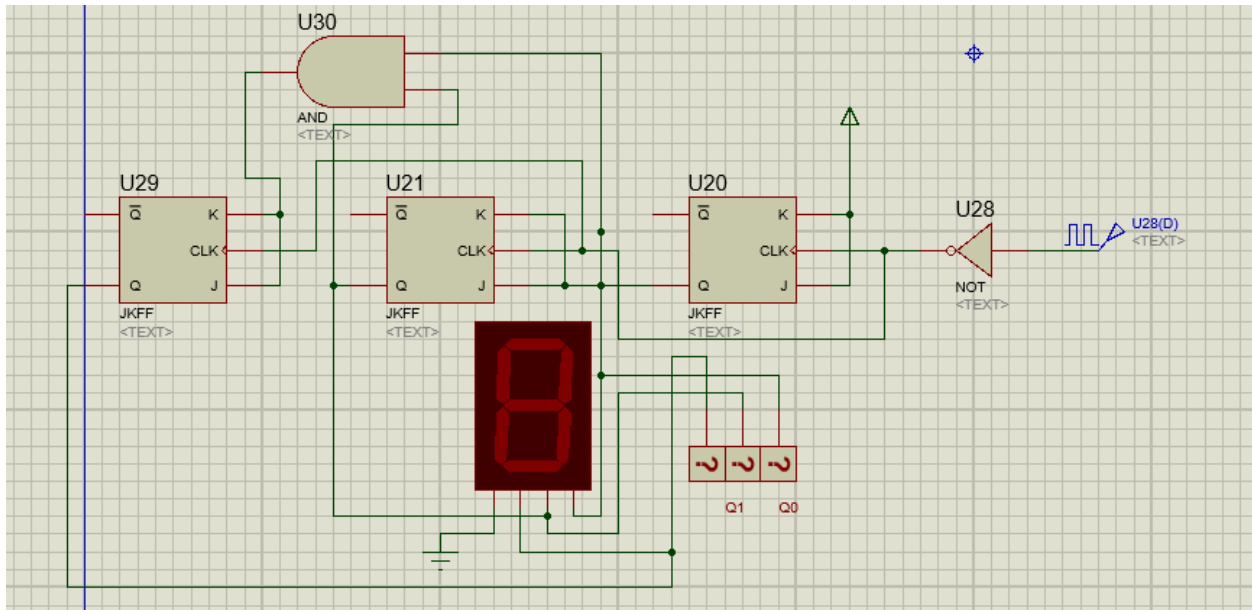 U30
AND
<TEXT>
U29
Q K
CLK
Q J
JKFF
<TEXT>
U21
Q K
CLK
Q J
JKFF
<TEXT>
U20
Q K
CLK
Q J
JKFF
<TEXT>
U28
NOT
<TEXT>
U28(D)
<TEXT>
? ? ?
Q1 Q0